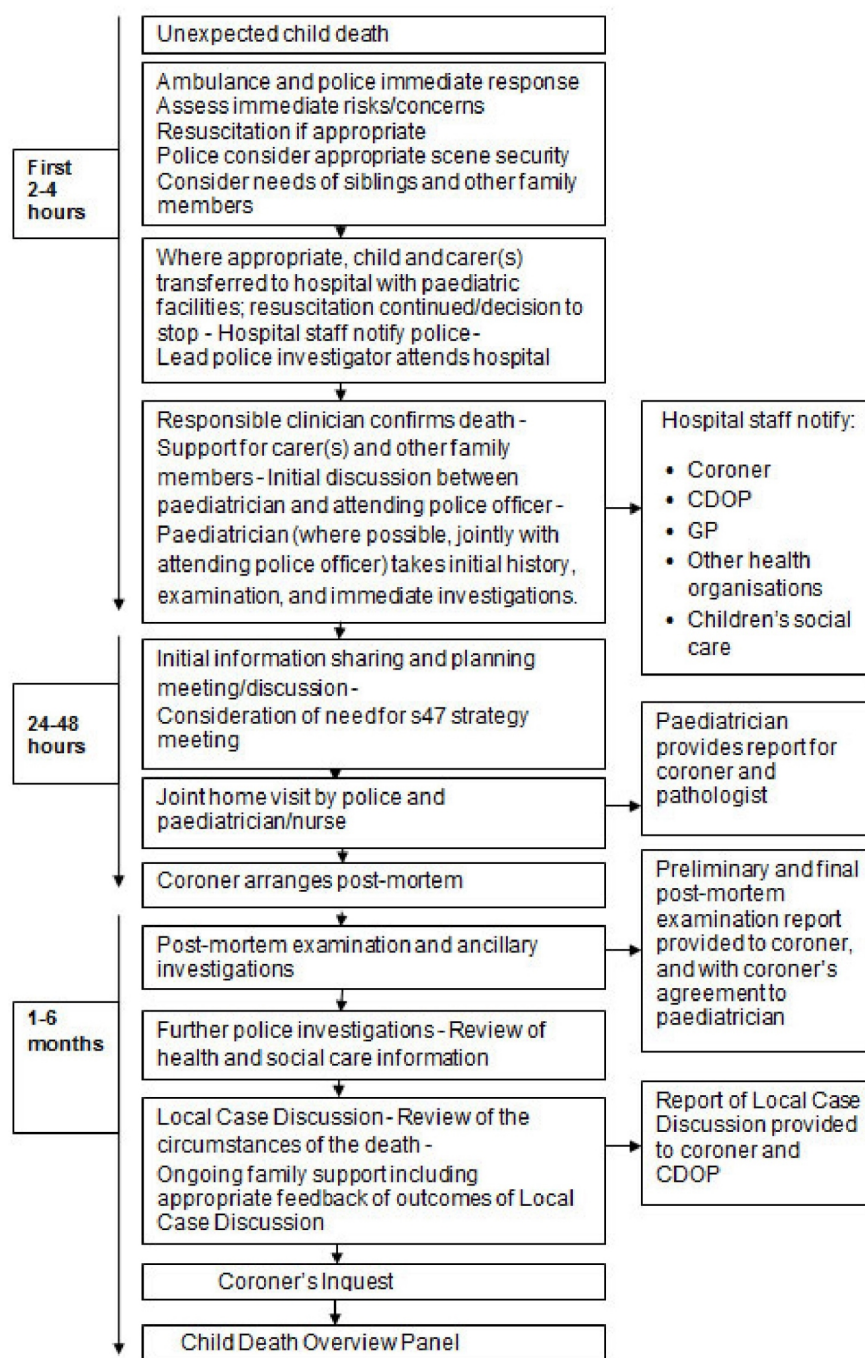 Unexpected child death
Ambulance and police immediate response
Assess immediate risks/concerns
Resuscitation if appropriate
Police consider appropriate scene security
Consider needs of siblings and other family
members
First
2-4
hours
Where appropriate, child and carer(s)
transferred to hospital with paediatric
facilities; resuscitation continued/decision to
stop - Hospital staff notify police-
Lead police investigator attends hospital
Responsible clinician confirms death -
Support for carer(s) and other family
members - Initial discussion between
paediatrician and attending police officer -
Paediatrician (where possible, jointly with
attending police officer) takes initial history,
examination, and immediate investigations.
Hospital staff notify:
• Coroner
• CDOP
• GP
• Other health
organisations
• Children's social
care
24-48
hours
Initial information sharing and planning
meeting/discussion -
Consideration of need for s47 strategy
meeting
Joint home visit by police and
paediatrician/nurse
Paediatrician
provides report for
coroner and
pathologist
Coroner arranges post-mortem
1-6
months
Post-mortem examination and ancillary
investigations
Preliminary and final
post-mortem
examination report
provided to coroner,
and with coroner's
agreement to
paediatrician
Further police investigations - Review of
health and social care information
Local Case Discussion - Review of the
circumstances of the death -
Ongoing family support including
appropriate feedback of outcomes of Local
Case Discussion
Report of Local Case
Discussion provided
to coroner and
CDOP
Coroner's Inquest
Child Death Overview Panel